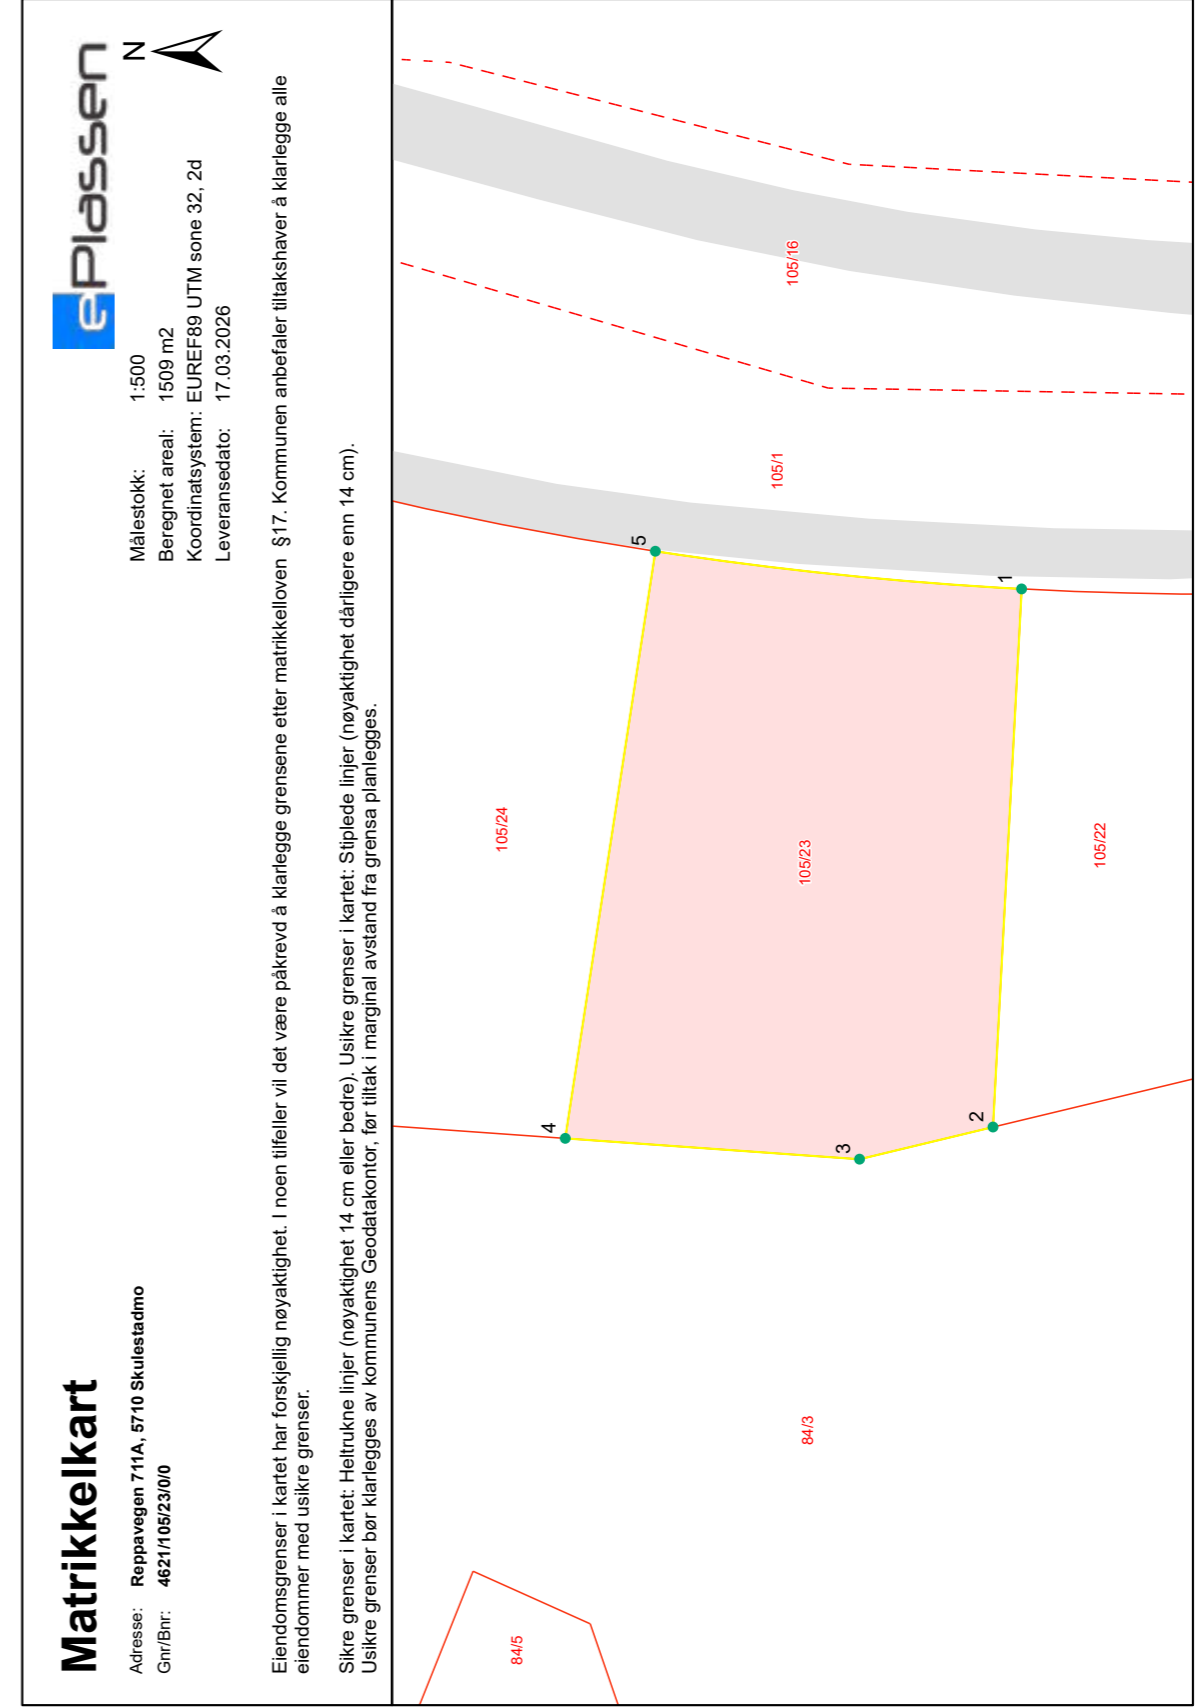 Matrikkelkart
ePlassen
N
Adresse: Reppavegen 711A, 5710 Skulestadmo
Gnr/Bnr: 4621/105/23/0/0
Målestokk: 1:500
Beregnet areal: 1509 m2
Koordinatsystem: EUREF89 UTM sone 32, 2d
Leveransedato: 17.03.2026
Eiendomsgrenser i kartet har forskjellig nøyaktighet. I noen tilfeller vil det være påkrevd å klarlegge grensene etter matrikkelloven §17. Kommunen anbefaler tiltakshaver å klarlegge alle
eiendommer med usikre grenser.
Sikre grenser i kartet: Heltrukne linjer (nøyaktighet 14 cm eller bedre). Usikre grenser i kartet: Stiplede linjer (nøyaktighet dårligere enn 14 cm).
Usikre grenser bør klarlegges av kommunens Geodatakontor, før tiltak i marginal avstand fra grensa planlegges.
105/24
84/5
4
5
105/1
105/16
84/3
105/23
3
2
1
105/22